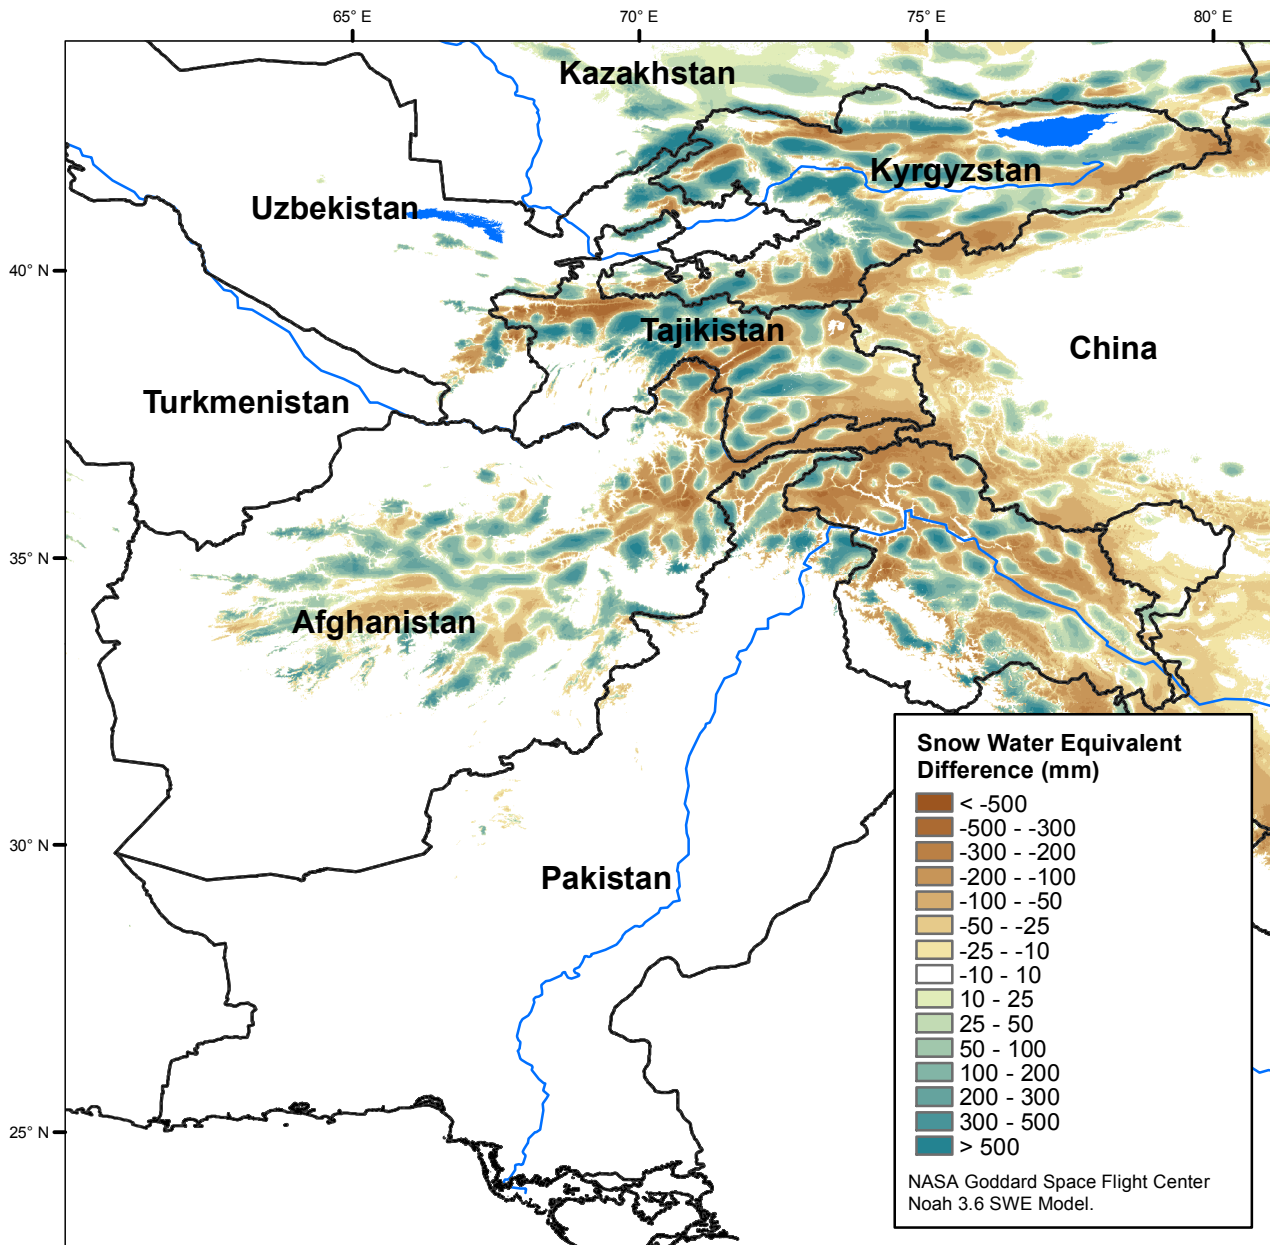 65° E
70° E
75° E
80° E
Kazakhstan
Kyrgyzstan
Uzbekistan
40° N
Tajikistan
China
Turkmenistan
35° N
Afghanistan
30° N
Pakistan
25° N
Snow Water Equivalent
Difference (mm)
< -500
-500 - -300
-300 - -200
-200 - -100
-100 - -50
-50 - -25
-25 - -10
-10 - 10
10 - 25
25 - 50
50 - 100
100 - 200
200 - 300
300 - 500
> 500
NASA Goddard Space Flight Center
Noah 3.6 SWE Model.